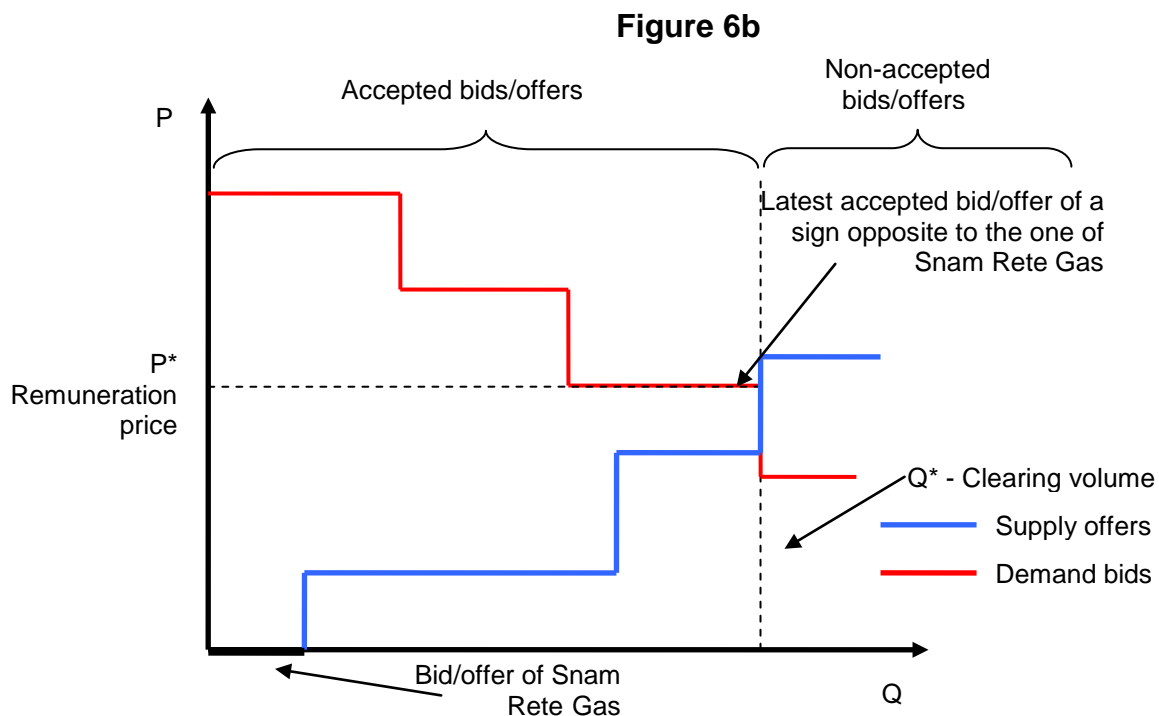 Figure 6b
Accepted bids/offers
Non-accepted
bids/offers
P
Latest accepted bid/offer of a
sign opposite to the one of
Snam Rete Gas
P*
Remuneration
price
Q* - Clearing volume
Supply offers
Demand bids
Bid/offer of Snam
Rete Gas
Q